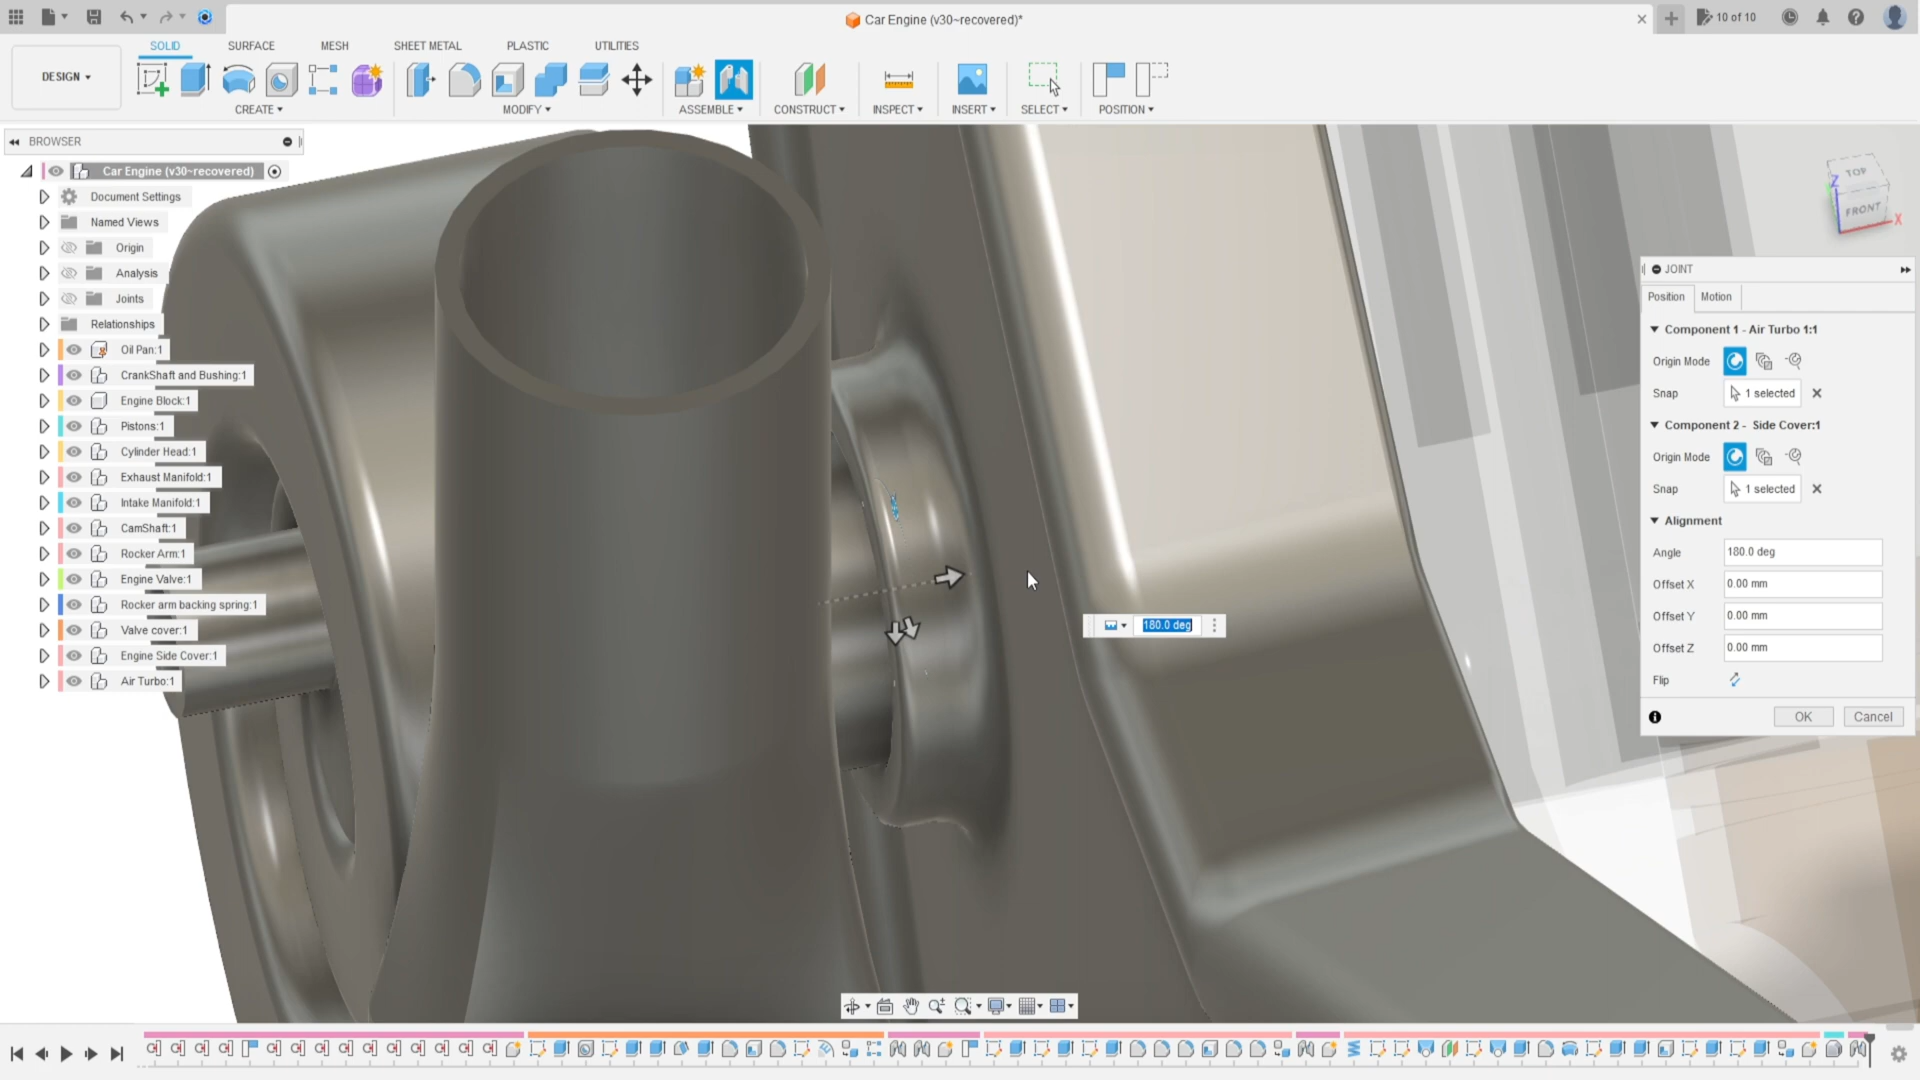 Car Engine (v30~recovered)*
10 of 10
SOLID
SURFACE
MESH
SHEET METAL
PLASTIC
UTILITIES
DESIGN
CREATE
MODIFY
ASSEMBLE
CONSTRUCT
INSPECT
INSERT
SELECT
POSITION
BROWSER
Car Engine (v30~recovered)
Document Settings
Named Views
Origin
Analysis
Joints
Relationships
Oil Pan:1
CrankShaft and Bushing:1
Engine Block:1
Pistons:1
Cylinder Head:1
Exhaust Manifold:1
Intake Manifold:1
CamShaft:1
Rocker Arm:1
Engine Valve:1
Rocker arm backing spring:1
Valve cover:1
Engine Side Cover:1
Air Turbo:1
180.0 deg
TOP
FRONT
Z
X
JOINT
Position
Motion
Component 1 - Air Turbo 1:1
Origin Mode
Snap
1 selected
Component 2 - Side Cover:1
Origin Mode
Snap
1 selected
Alignment
Angle
180.0 deg
Offset X
0.00 mm
Offset Y
0.00 mm
Offset Z
0.00 mm
Flip
OK
Cancel